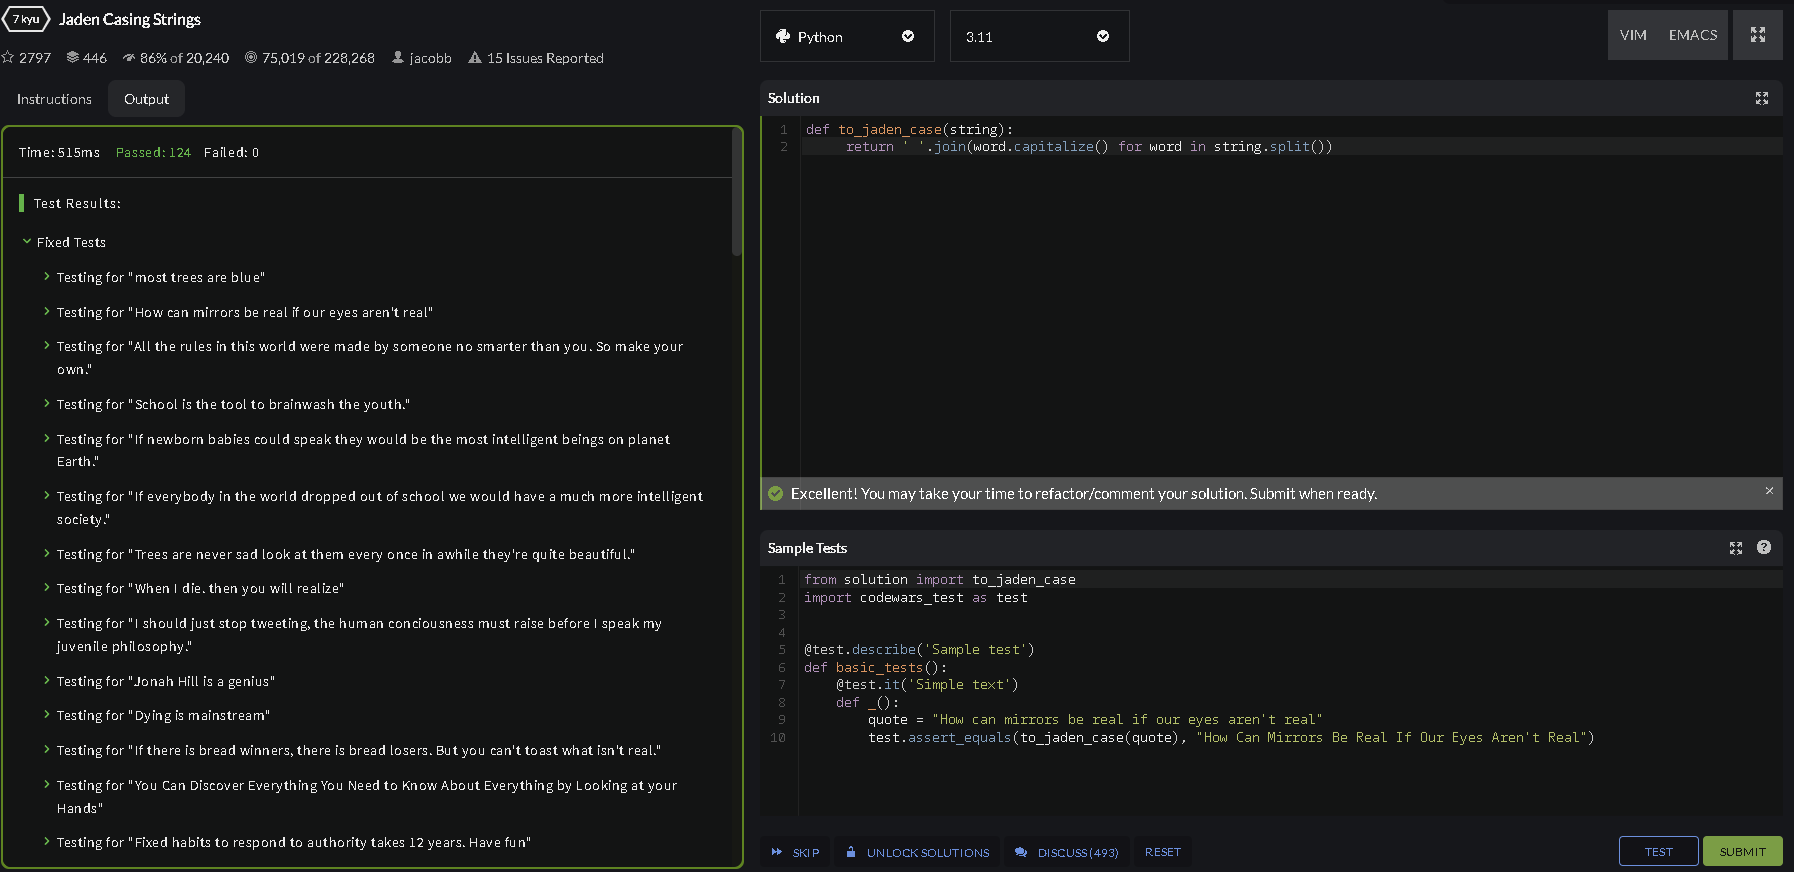 7 kyu Jaden Casing Strings
2797 446 86% of 20,240 75,019 of 228,268 jacobb 15 Issues Reported
Instructions Output
Time: 515ms Passed: 124 Failed: 0
Test Results:
Fixed Tests
Testing for "most trees are blue"
Testing for "How can mirrors be real if our eyes aren't real"
Testing for "All the rules in this world were made by someone no smarter than you. So make your
own."
Testing for "School is the tool to brainwash the youth."
Testing for "If newborn babies could speak they would be the most intelligent beings on planet
Earth."
Testing for "If everybody in the world dropped out of school we would have a much more intelligent
society."
Testing for "Trees are never sad look at them every once in awhile they're quite beautiful."
Testing for "When I die. then you will realize"
Testing for "I should just stop tweeting, the human conciousness must raise before I speak my
juvenile philosophy."
Testing for "Jonah Hill is a genius"
Testing for "Dying is mainstream"
Testing for "If there is bread winners, there is bread losers. But you can't toast what isn't real."
Testing for "You Can Discover Everything You Need to Know About Everything by Looking at your
Hands"
Testing for "Fixed habits to respond to authority takes 12 years. Have fun"
Python 3.11 VIM EMACS
Solution
1 def to_jaden_case(string):
2 return ' '.join(word.capitalize() for word in string.split())
Excellent! You may take your time to refactor/comment your solution. Submit when ready. ×
Sample Tests ?
1 from solution import to_jaden_case
2 import codewars_test as test
3
4
5 @test.describe('Sample test')
6 def basic_tests():
7 @test.it('Simple text')
8 def _():
9 quote = "How can mirrors be real if our eyes aren't real"
10 test.assert_equals(to_jaden_case(quote), "How Can Mirrors Be Real If Our Eyes Aren't Real")
SKIP UNLOCK SOLUTIONS DISCUSS (493) RESET TEST SUBMIT